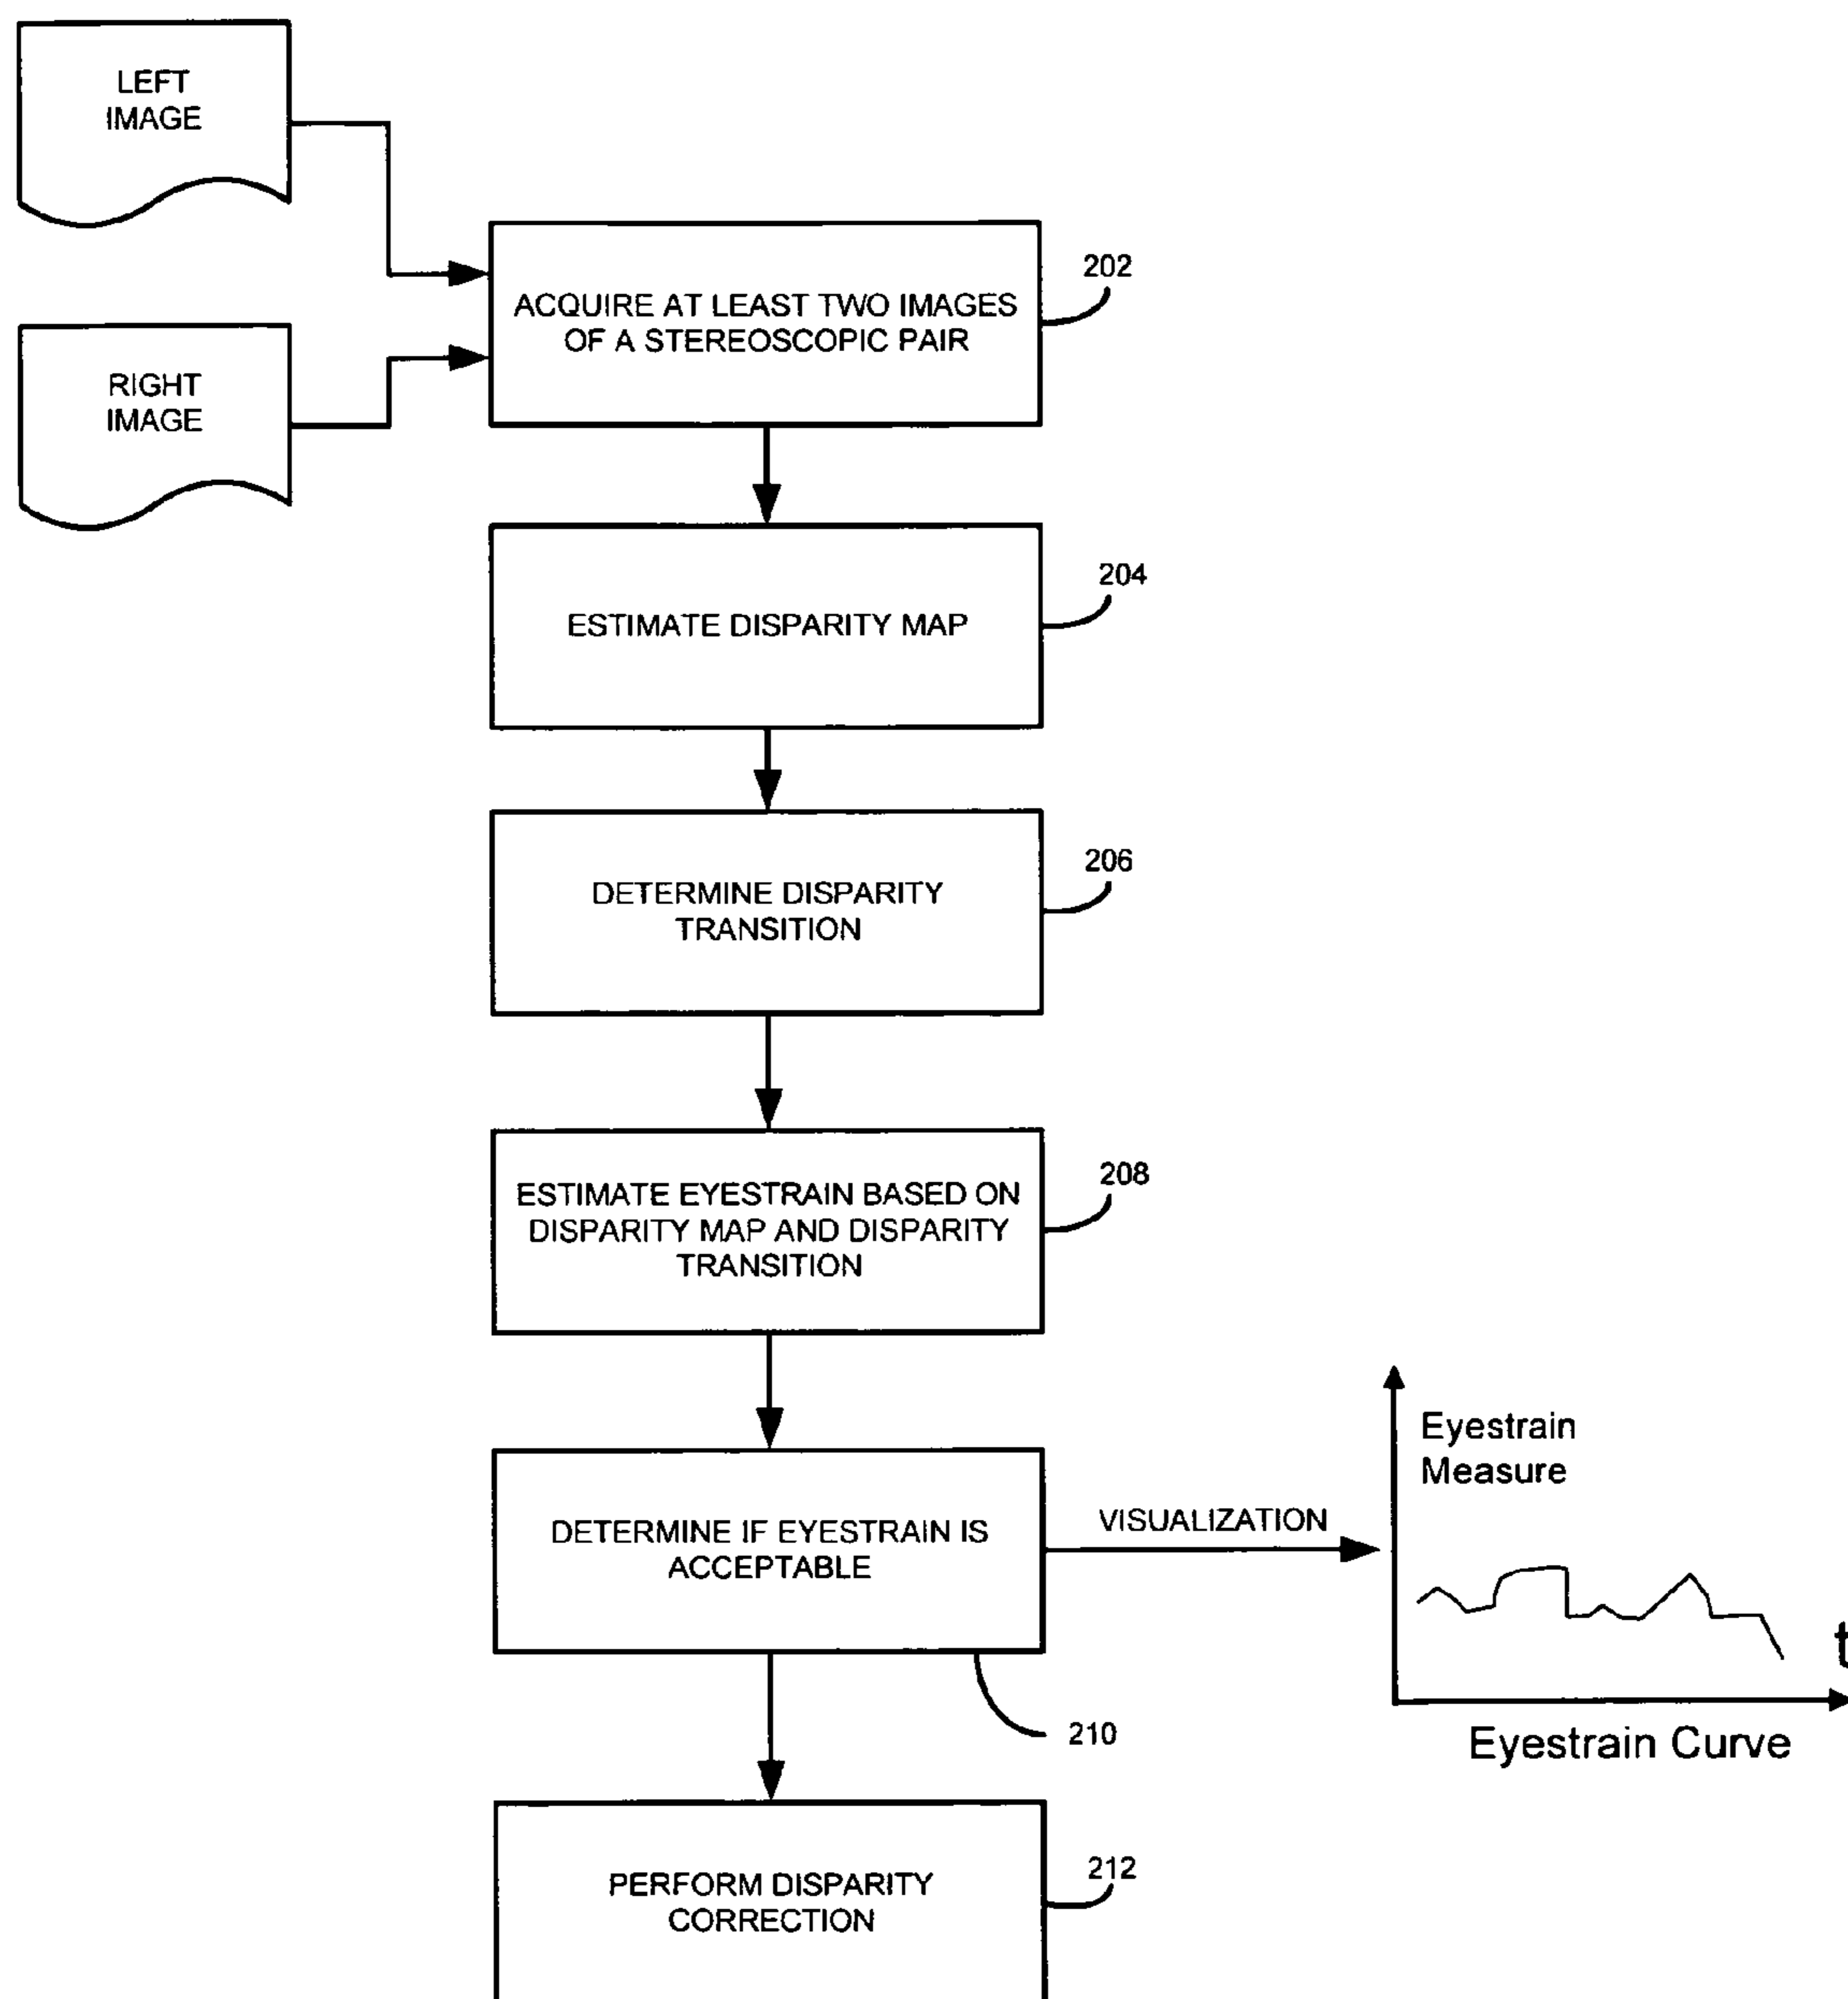 LEFT
IMAGE
RIGHT
IMAGE
ACQUIRE AT LEAST TWO IMAGES
OF A STEREOSCOPIC PAIR
202
ESTIMATE DISPARITY MAP
204
DETERMINE DISPARITY
TRANSITION
206
ESTIMATE EYESTRAIN BASED ON
DISPARITY MAP AND DISPARITY
TRANSITION
208
DETERMINE IF EYESTRAIN IS
ACCEPTABLE
210
VISUALIZATION
Eyestrain
Measure
t
Eyestrain Curve
PERFORM DISPARITY
CORRECTION
212